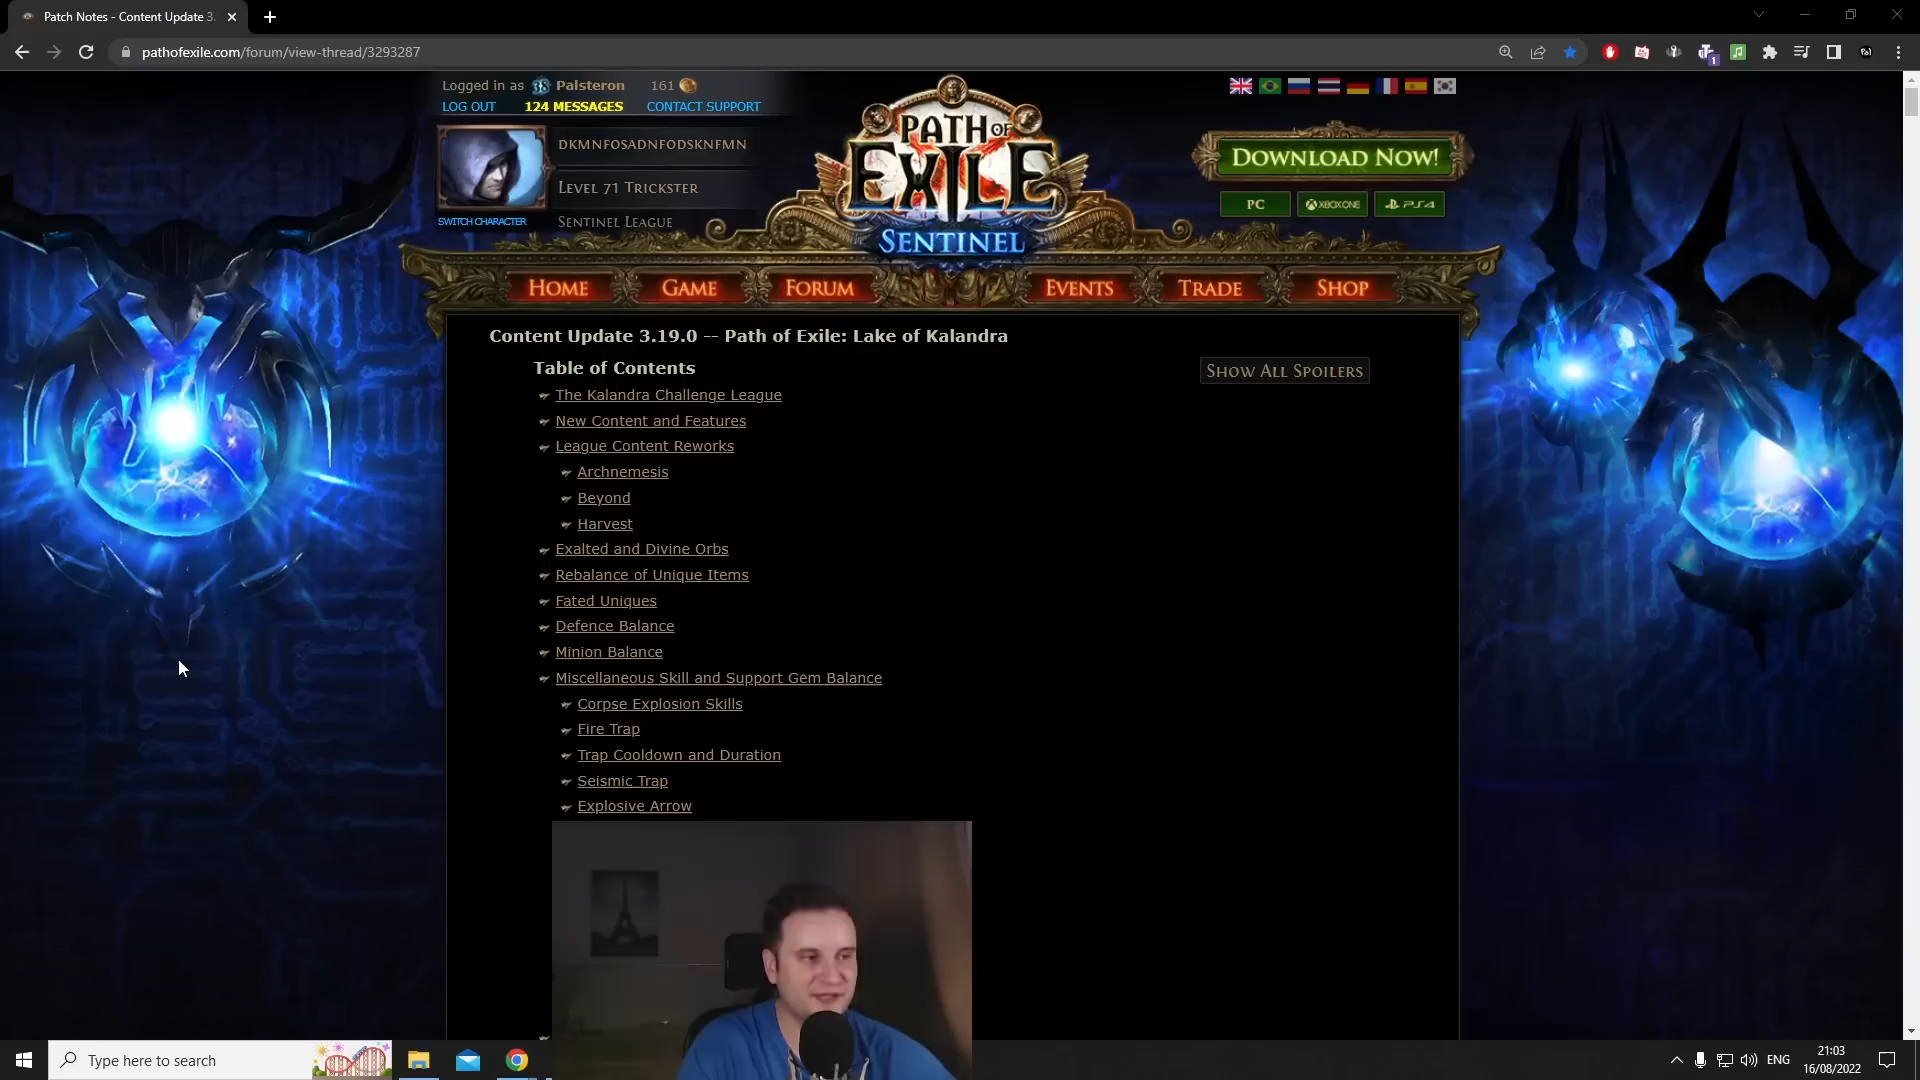 Patch Notes - Content Update 3.
pathofexile.com/forum/view-thread/3293287
1
Logged in as Palsteron 161
LOG OUT 124 MESSAGES CONTACT SUPPORT
DKMNFOSADNFODSKNFMN
LEVEL 71 TRICKSTER
SWITCH CHARACTER SENTINEL LEAGUE
PATH OF EXILE
SENTINEL
DOWNLOAD NOW!
PC XBOX ONE PS4
HOME GAME FORUM EVENTS TRADE SHOP
Content Update 3.19.0 -- Path of Exile: Lake of Kalandra
Table of Contents
SHOW ALL SPOILERS
The Kalandra Challenge League
New Content and Features
League Content Reworks
Archnemesis
Beyond
Harvest
Exalted and Divine Orbs
Rebalance of Unique Items
Fated Uniques
Defence Balance
Minion Balance
Miscellaneous Skill and Support Gem Balance
Corpse Explosion Skills
Fire Trap
Trap Cooldown and Duration
Seismic Trap
Explosive Arrow
Type here to search
ENG
21:03
16/08/2022